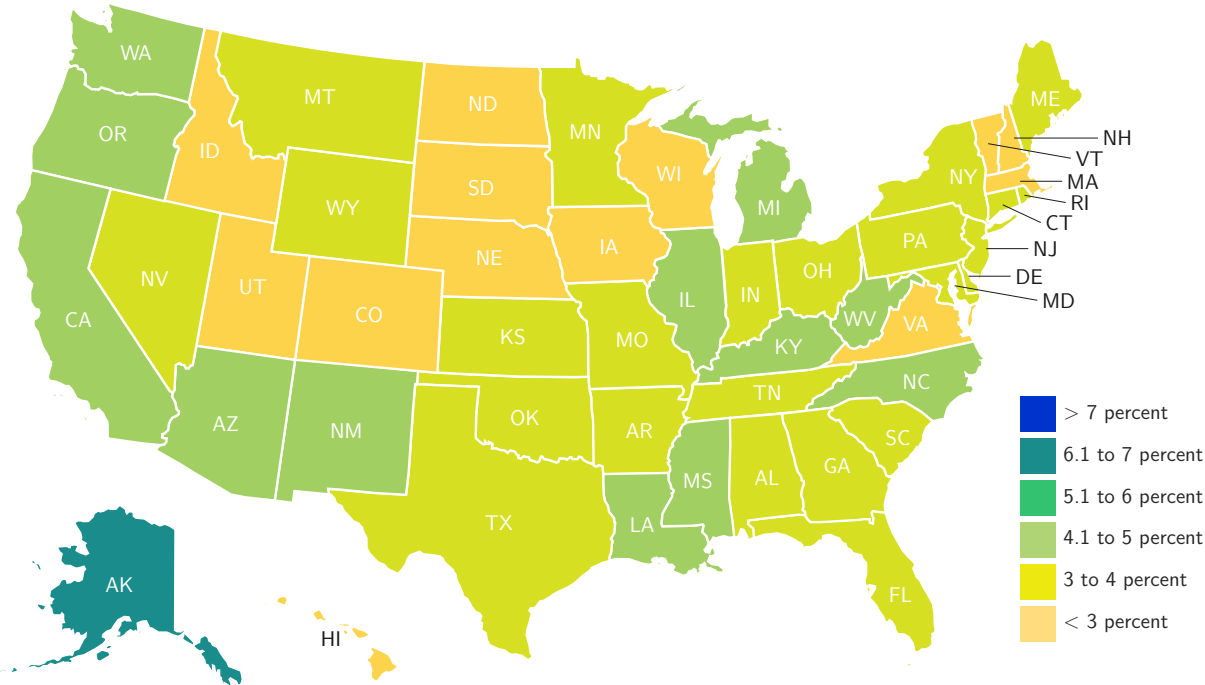 WA
MT
ND
ME
OR
MN
NH
ID
VT
WI
NY
MA
SD
RI
WY
MI
CT
PA
NJ
IA
NE
OH
DE
NV
UT
IN
MD
IL
CO
CA
WV
VA
KS
MO
KY
NC
TN
> 7 percent
OK
AZ
NM
AR
SC
6.1 to 7 percent
GA
AL
MS
5.1 to 6 percent
TX
LA
4.1 to 5 percent
AK
3 to 4 percent
FL
< 3 percent
HI